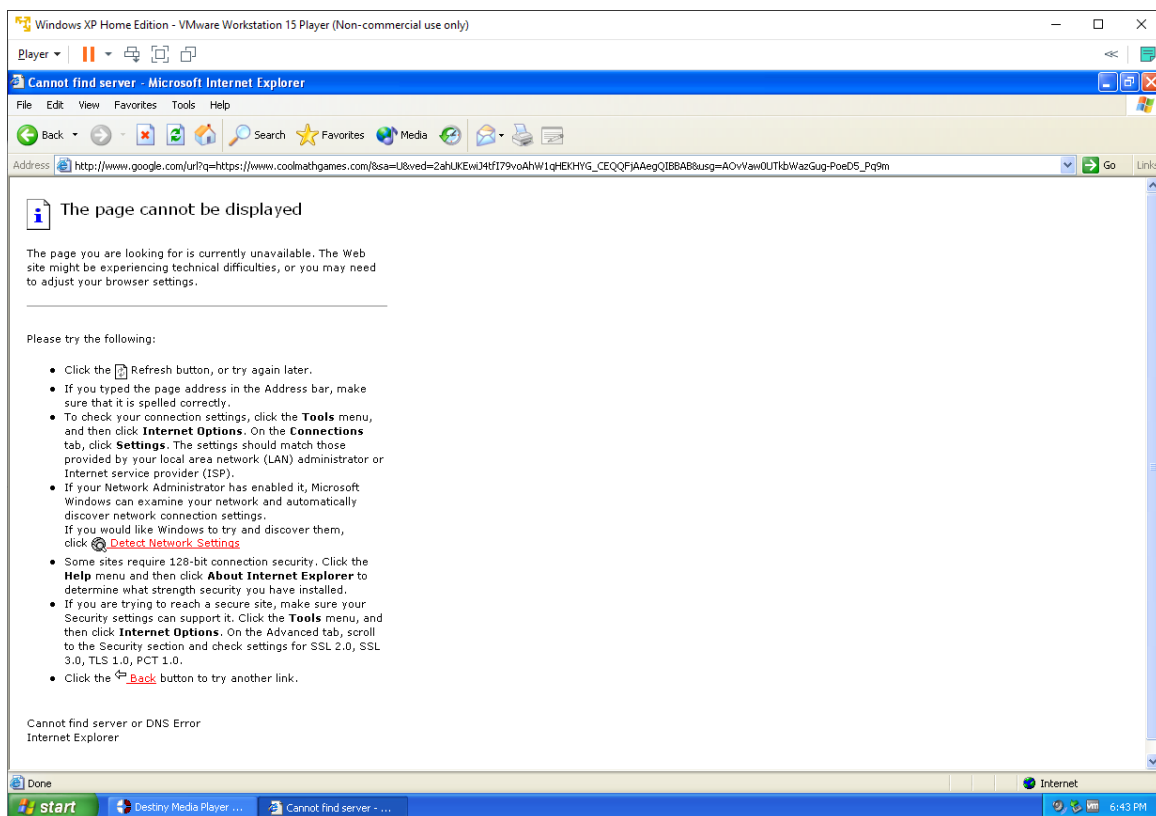 Windows XP Home Edition - VMware Workstation 15 Player (Non-commercial use only)
Player
Cannot find server - Microsoft Internet Explorer
File Edit View Favorites Tools Help
Back Search Favorites Media
Address http://www.google.com/url?q=https://www.coolmathgames.com/&sa=U&ved=2ahUKEwiJ4tfI79voAhW1qHEKHYG_CEQQFjAAegQIBBAB&usg=AOvVaw0UTkbWazGug-PoeD5_Pq9m Go Links
The page cannot be displayed
The page you are looking for is currently unavailable. The Web
site might be experiencing technical difficulties, or you may need
to adjust your browser settings.
Please try the following:
Click the Refresh button, or try again later.
If you typed the page address in the Address bar, make
sure that it is spelled correctly.
To check your connection settings, click the Tools menu,
and then click Internet Options. On the Connections
tab, click Settings. The settings should match those
provided by your local area network (LAN) administrator or
Internet service provider (ISP).
If your Network Administrator has enabled it, Microsoft
Windows can examine your network and automatically
discover network connection settings.
If you would like Windows to try and discover them,
click Detect Network Settings
Some sites require 128-bit connection security. Click the
Help menu and then click About Internet Explorer to
determine what strength security you have installed.
If you are trying to reach a secure site, make sure your
Security settings can support it. Click the Tools menu, and
then click Internet Options. On the Advanced tab, scroll
to the Security section and check settings for SSL 2.0, SSL
3.0, TLS 1.0, PCT 1.0.
Click the Back button to try another link.
Cannot find server or DNS Error
Internet Explorer
Done Internet
start Destiny Media Player ... Cannot find server - ... vm 6:43 PM